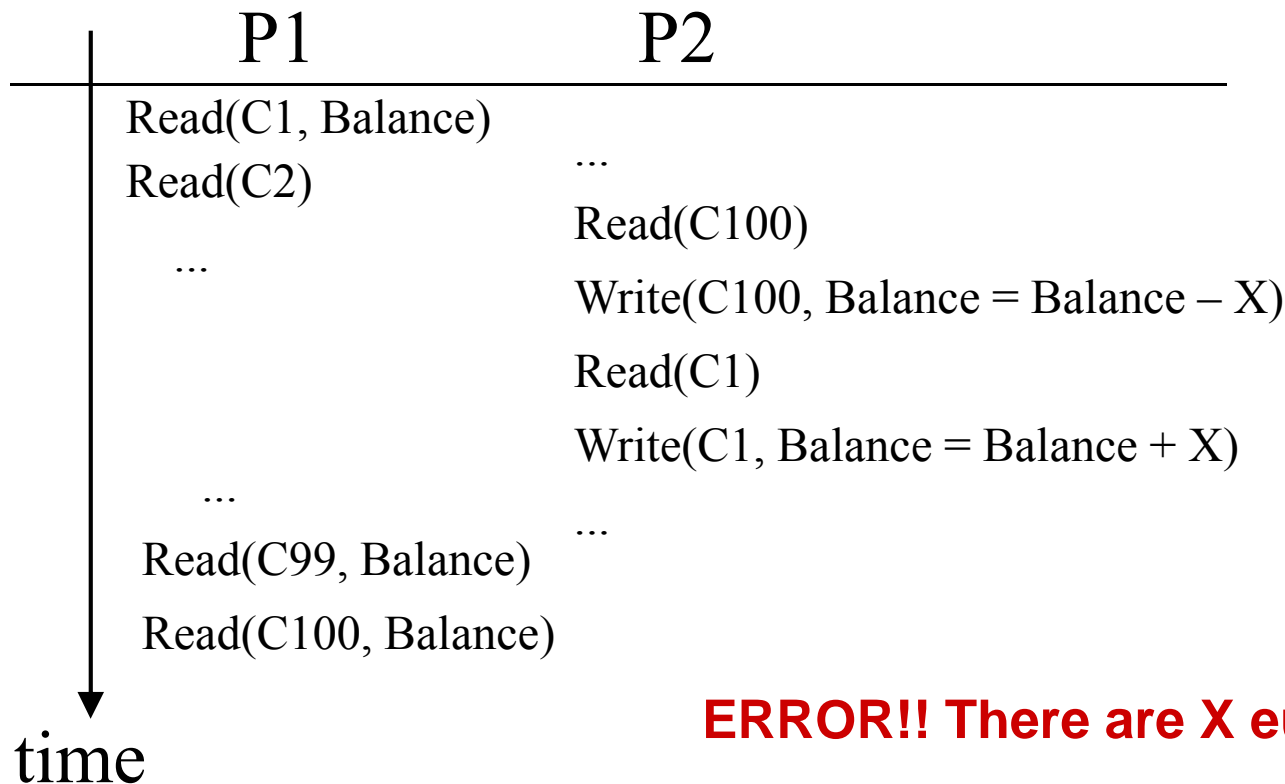 P1 P2
Read(C1, Balance)
...
Read(C2)
Read(C100)
...
Write(C100, Balance = Balance – X)
Read(C1)
Write(C1, Balance = Balance + X)
...
...
Read(C99, Balance)
Read(C100, Balance)
ERROR!! There are X
time